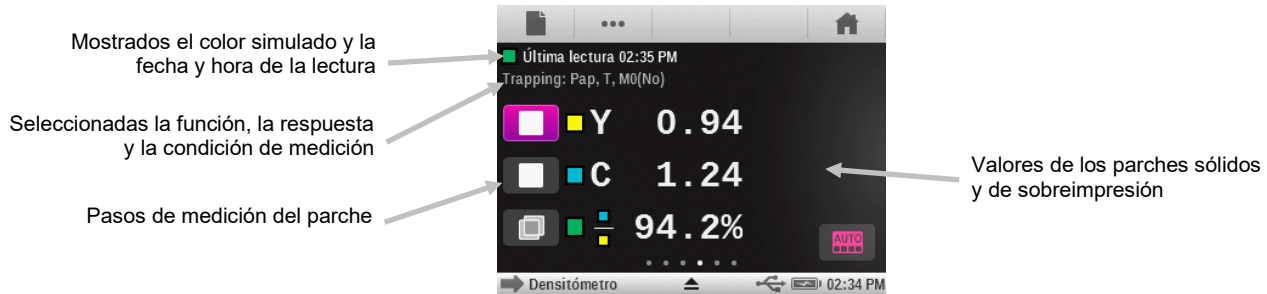 Mostrados el color simulado y la
fecha y hora de la lectura
Seleccionadas la función, la respuesta
y la condición de medición
Pasos de medición del parche
Última lectura 02:35 PM
Trapping: Pap, T, M0(No)
Y 0.94
C 1.24
94.2%
AUTO
Densitómetro 02:34 PM
Valores de los parches sólidos
y de sobreimpresión